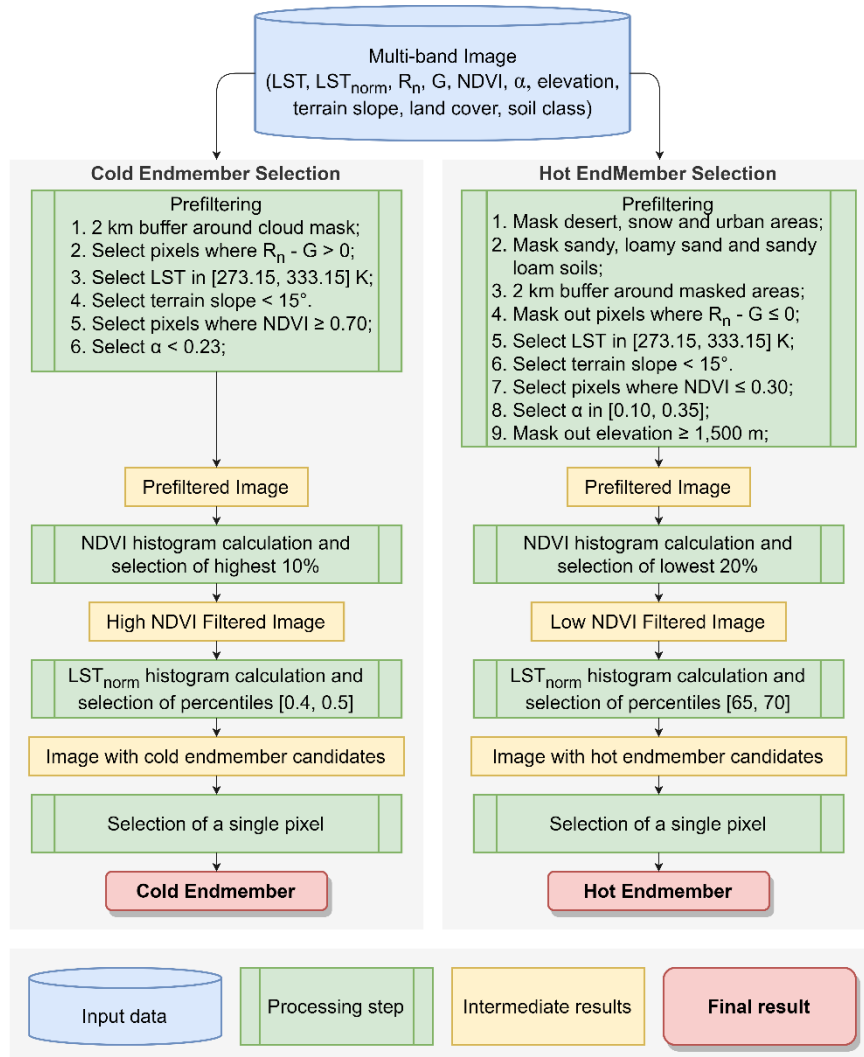 Multi-band Image
(LST, LSTnorm, Rn, G, NDVI, α, elevation,
terrain slope, land cover, soil class)
Cold Endmember Selection
Prefiltering
1. 2 km buffer around cloud mask;
2. Select pixels where Rn - G > 0;
3. Select LST in [273.15, 333.15] K;
4. Select terrain slope < 15°.
5. Select pixels where NDVI ≥ 0.70;
6. Select α < 0.23;
Prefiltered Image
NDVI histogram calculation and
selection of highest 10%
High NDVI Filtered Image
LSTnorm histogram calculation and
selection of percentiles [0.4, 0.5]
Image with cold endmember candidates
Selection of a single pixel
Cold Endmember
Hot EndMember Selection
Prefiltering
1. Mask desert, snow and urban areas;
2. Mask sandy, loamy sand and sandy
loam soils;
3. 2 km buffer around masked areas;
4. Mask out pixels where Rn - G ≤ 0;
5. Select LST in [273.15, 333.15] K;
6. Select terrain slope < 15°.
7. Select pixels where NDVI ≤ 0.30;
8. Select α in [0.10, 0.35];
9. Mask out elevation ≥ 1,500 m;
Prefiltered Image
NDVI histogram calculation and
selection of lowest 20%
Low NDVI Filtered Image
LSTnorm histogram calculation and
selection of percentiles [65, 70]
Image with hot endmember candidates
Selection of a single pixel
Hot Endmember
Input data
Processing step
Intermediate results
Final result